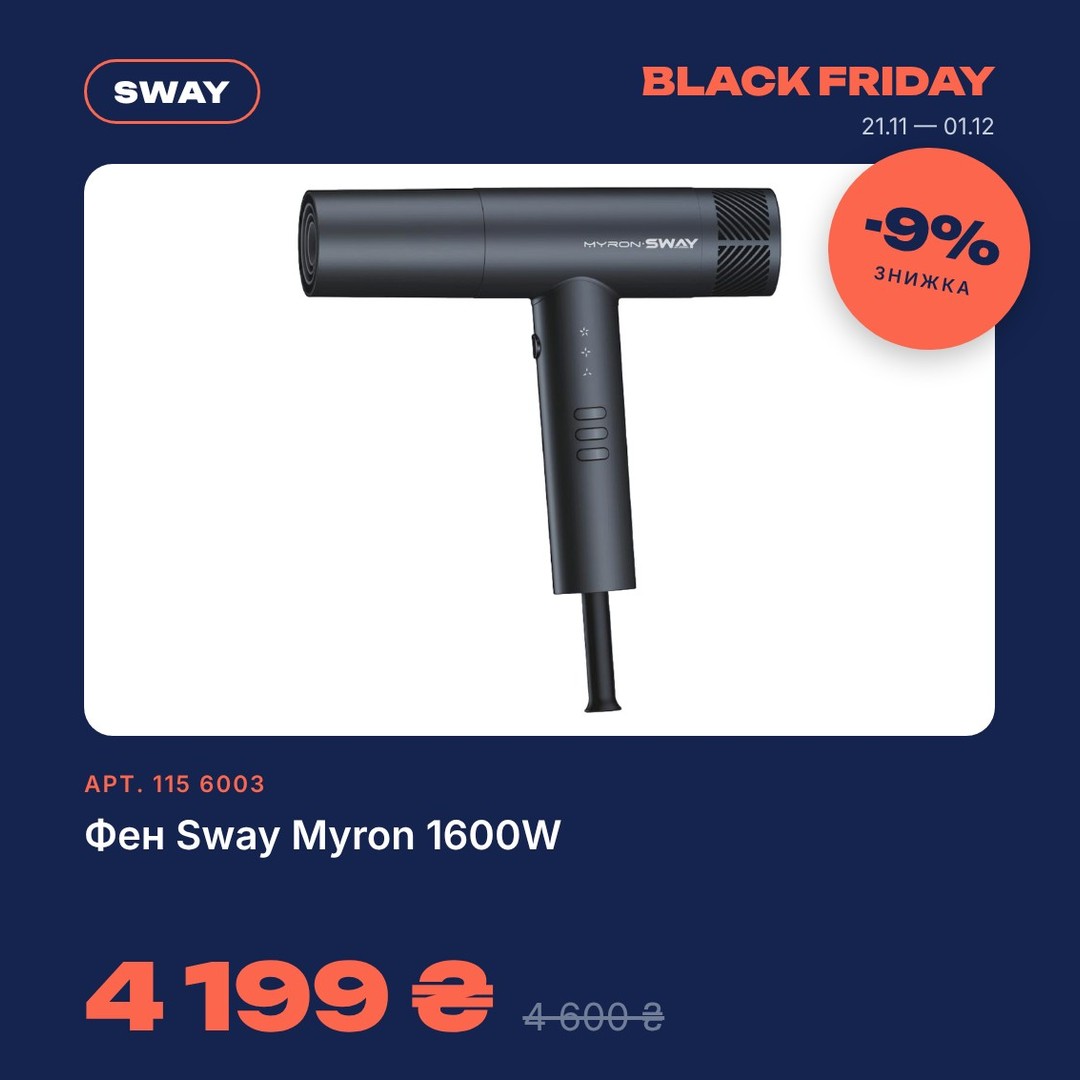 SWAY
BLACK FRIDAY
21.11 — 01.12
-9%
ЗНИЖКА
MYRON·SWAY
АРТ. 115 6003
Фен Sway Myron 1600W
4 199 ₴
4 600 ₴